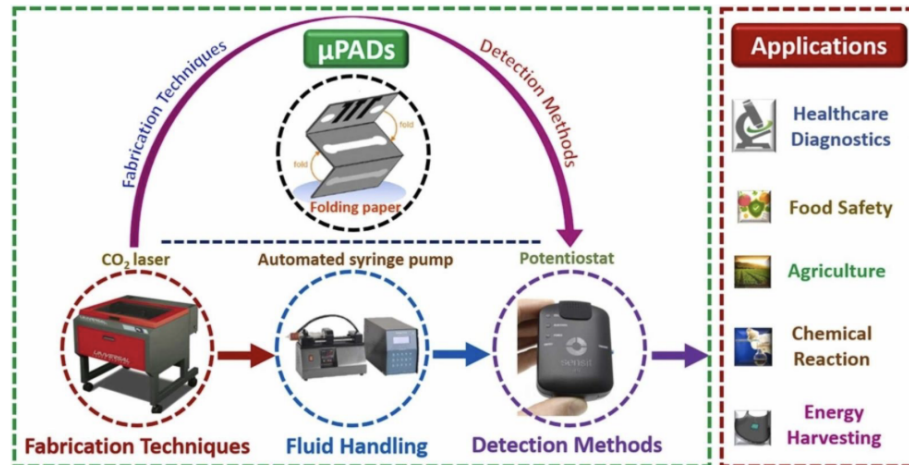 µPADs
Fabrication Techniques
Detection Methods
fold
fold
Folding paper
CO2 laser
Automated syringe pump
Potentiostat
Fabrication Techniques
Fluid Handling
Detection Methods
Applications
Healthcare
Diagnostics
Food Safety
Agriculture
Chemical
Reaction
Energy
Harvesting